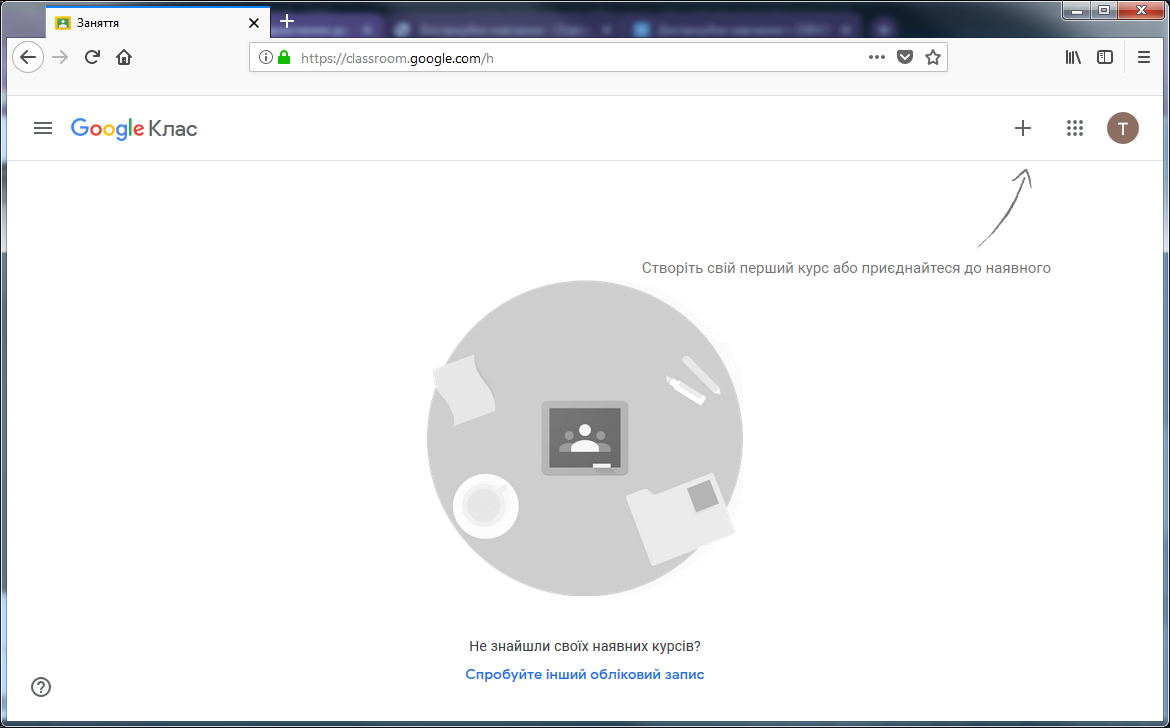 Заняття
https://classroom.google.com/h
Google Клас
T
Створіть свій перший курс або приєднайтеся до наявного
Не знайшли своїх наявних курсів?
Спробуйте інший обліковий запис